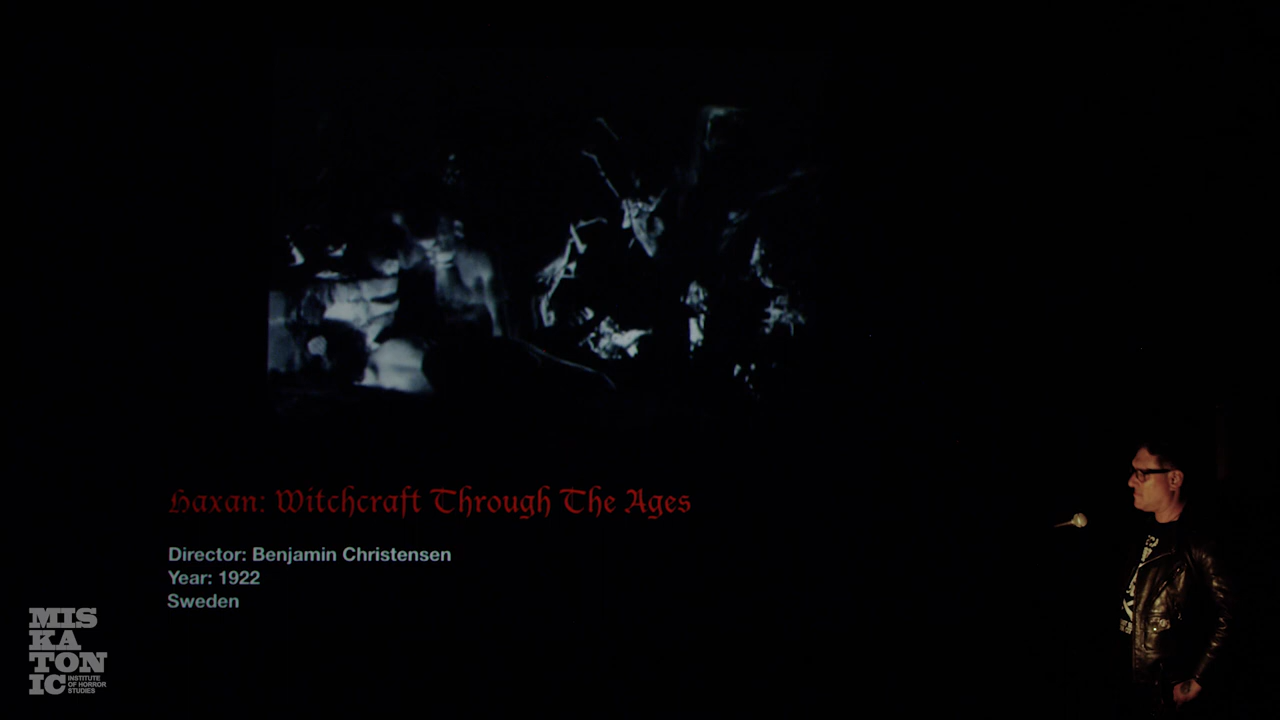 Haxan: Witchcraft Through The Ages
Director: Benjamin Christensen
Year: 1922
Sweden
MIS
KA
TON
IC
INSTITUTE
OF HORROR
STUDIES